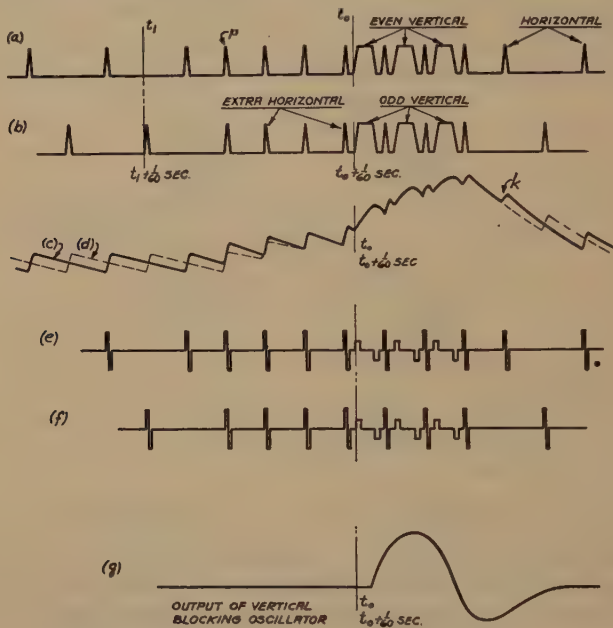 t₀
EVEN VERTICAL
HORIZONTAL
(a)
t₁
P
(b)
EXTRA HORIZONTAL
ODD VERTICAL
t₁ + 1/60 SEC.
t₀ + 1/60 SEC.
k
(c)
(d)
t₀
t₀ + 1/60 SEC
(e)
(f)
(g)
t₀
t₀ + 1/60 SEC.
OUTPUT OF VERTICAL
BLOCKING OSCILLATOR